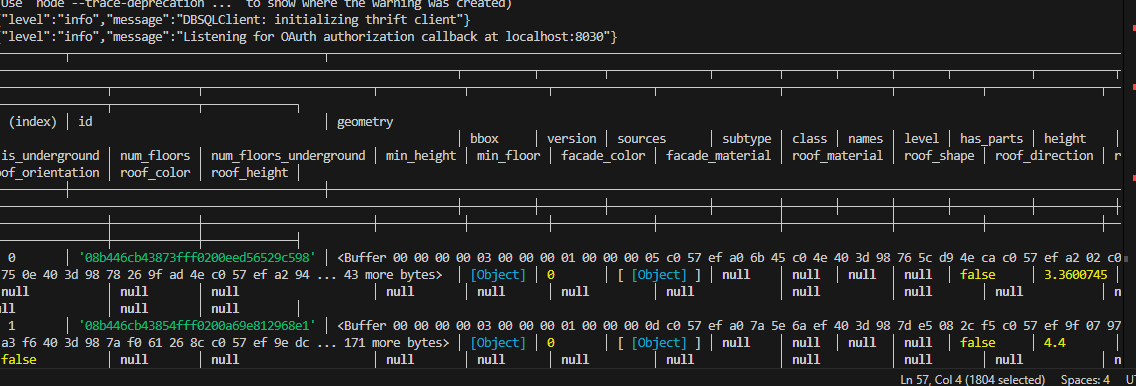 Use `node --trace-deprecation ...` to show where the warning was created)
{"level":"info","message":"DBSQLClient: initializing thrift client"}
{"level":"info","message":"Listening for OAuth authorization callback at localhost:8030"}
(index) │ id │ geometry
│ bbox │ version │ sources │ subtype │ class │ names │ level │ has_parts │ height │
is_underground │ num_floors │ num_floors_underground │ min_height │ min_floor │ facade_color │ facade_material │ roof_material │ roof_shape │ roof_direction │ r
oof_orientation │ roof_color │ roof_height │
0 │ '08b446cb43873fff0200eed56529c598' │ <Buffer 00 00 00 00 03 00 00 00 01 00 00 00 05 c0 57 ef a0 6b 45 c0 4e 40 3d 98 76 5c d9 4e ca c0 57 ef a2 02 c0
75 0e 40 3d 98 78 26 9f ad 4e c0 57 ef a2 94 ... 43 more bytes> │ [Object] │ 0 │ [ [Object] ] │ null │ null │ null │ null │ false │ 3.3600745
null │ null │ null │ null │ null │ null │ null │ null │ null │ null │ n
ull │ null │ null │
1 │ '08b446cb43854fff0200a69e812968e1' │ <Buffer 00 00 00 00 03 00 00 00 01 00 00 00 0d c0 57 ef a0 7a 5e 6a ef 40 3d 98 7d e5 08 2c f5 c0 57 ef 9f 07 97
a3 f6 40 3d 98 7a f0 61 26 8c c0 57 ef 9e dc ... 171 more bytes> │ [Object] │ 0 │ [ [Object] ] │ null │ null │ null │ null │ false │ 4.4
false │ null │ null │ null │ null │ null │ null │ null │ null │ null │ n
Ln 57, Col 4 (1804 selected) Spaces: 4 UT